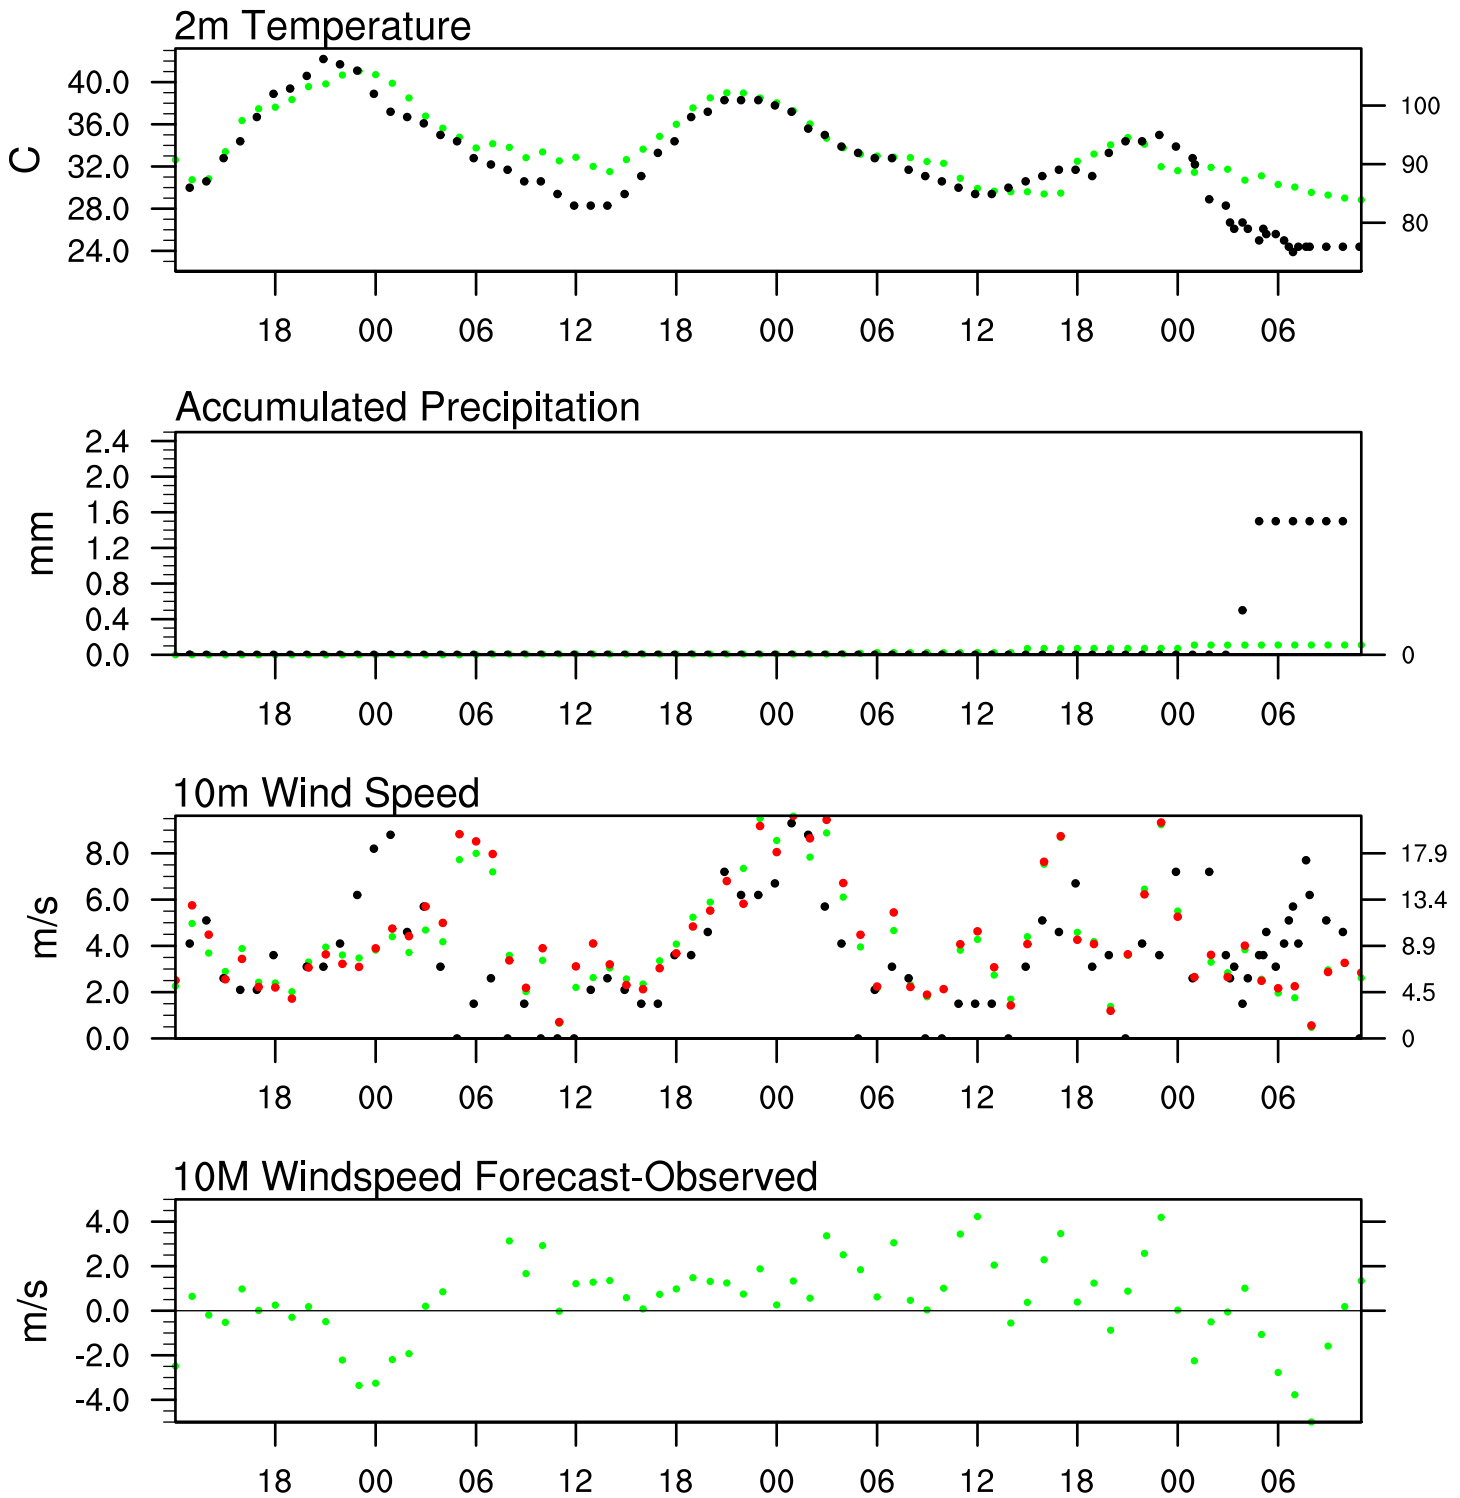 2m Temperature
40.0
36.0
32.0
28.0
24.0
C
100
90
80
18 00 06 12 18 00 06 12 18 00 06
Accumulated Precipitation
2.4
2.0
1.6
1.2
0.8
0.4
0.0
mm
0
18 00 06 12 18 00 06 12 18 00 06
10m Wind Speed
8.0
6.0
4.0
2.0
0.0
m/s
17.9
13.4
8.9
4.5
0
18 00 06 12 18 00 06 12 18 00 06
10M Windspeed Forecast-Observed
4.0
2.0
0.0
-2.0
-4.0
m/s
18 00 06 12 18 00 06 12 18 00 06